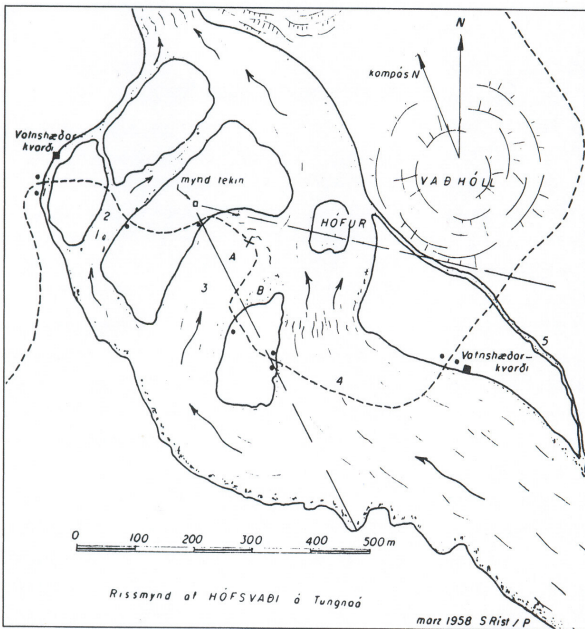 N
kompás N
VAÐHÓLL
Vatnshæðar-
kvarði
mynd tekin
HÓFUR
2
1
A
3
B
5
Vatnshæðar-
kvarði
4
0 100 200 300 400 500 m
Rissmynd af HÓFSVAÐI á Tungnaá
marz 1958 S Rist / P